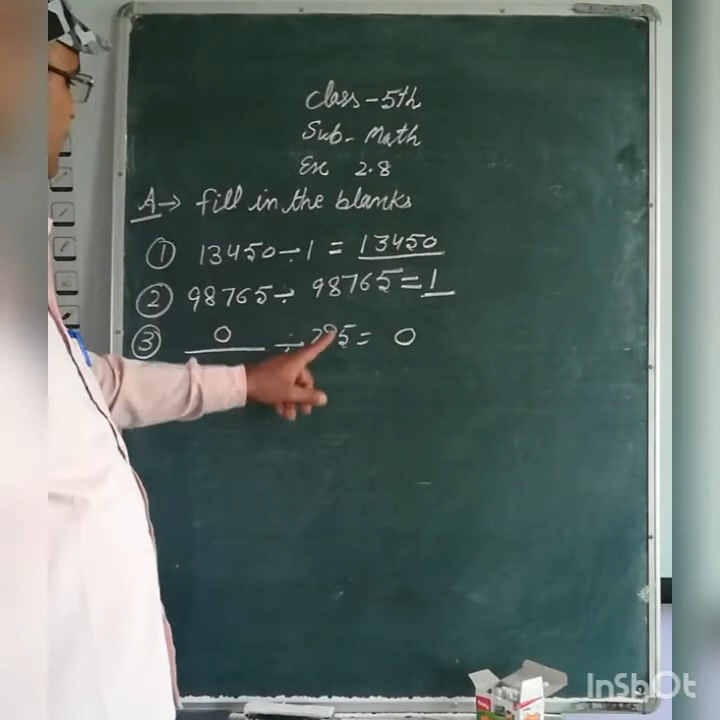 Class - 5th
Sub - Math
Ex 2.8
A → fill in the blanks
① 13450 ÷ 1 = 13450
② 98765 ÷ 98765 = 1
③ 0 ÷ = 0
InShOt